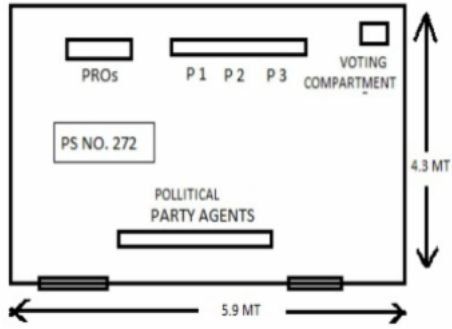 PROs
P 1 P 2 P 3
VOTING
COMPARTMENT
PS NO. 272
4.3 MT
POLLITICAL
PARTY AGENTS
5.9 MT